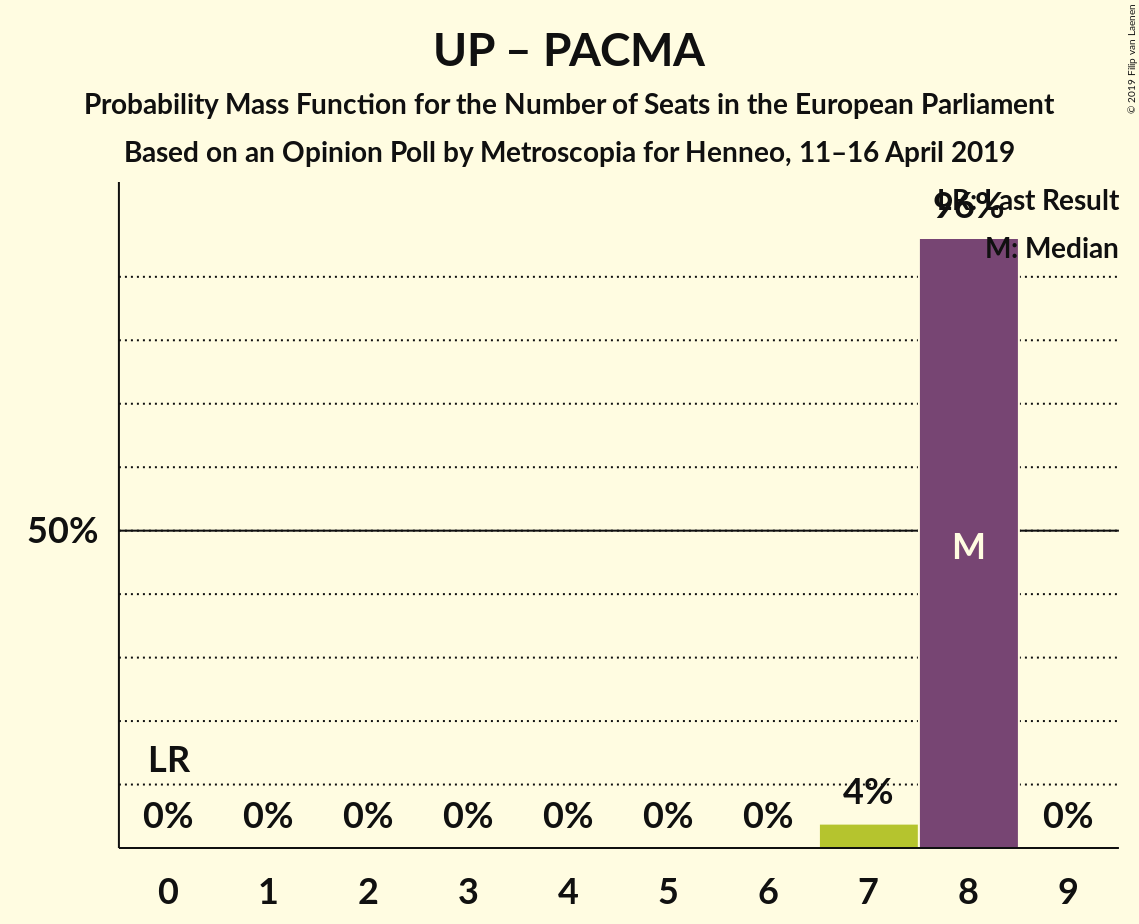 UP – PACMA
Probability Mass Function for the Number of Seats in the European Parliament
Based on an Opinion Poll by Metroscopia for Henneo, 11–16 April 2019
© 2019 Filip van Laenen
LR: Last Result
96%
M: Median
50%
M
LR
4%
0% 0% 0% 0% 0% 0% 0% 0%
0 1 2 3 4 5 6 7 8 9